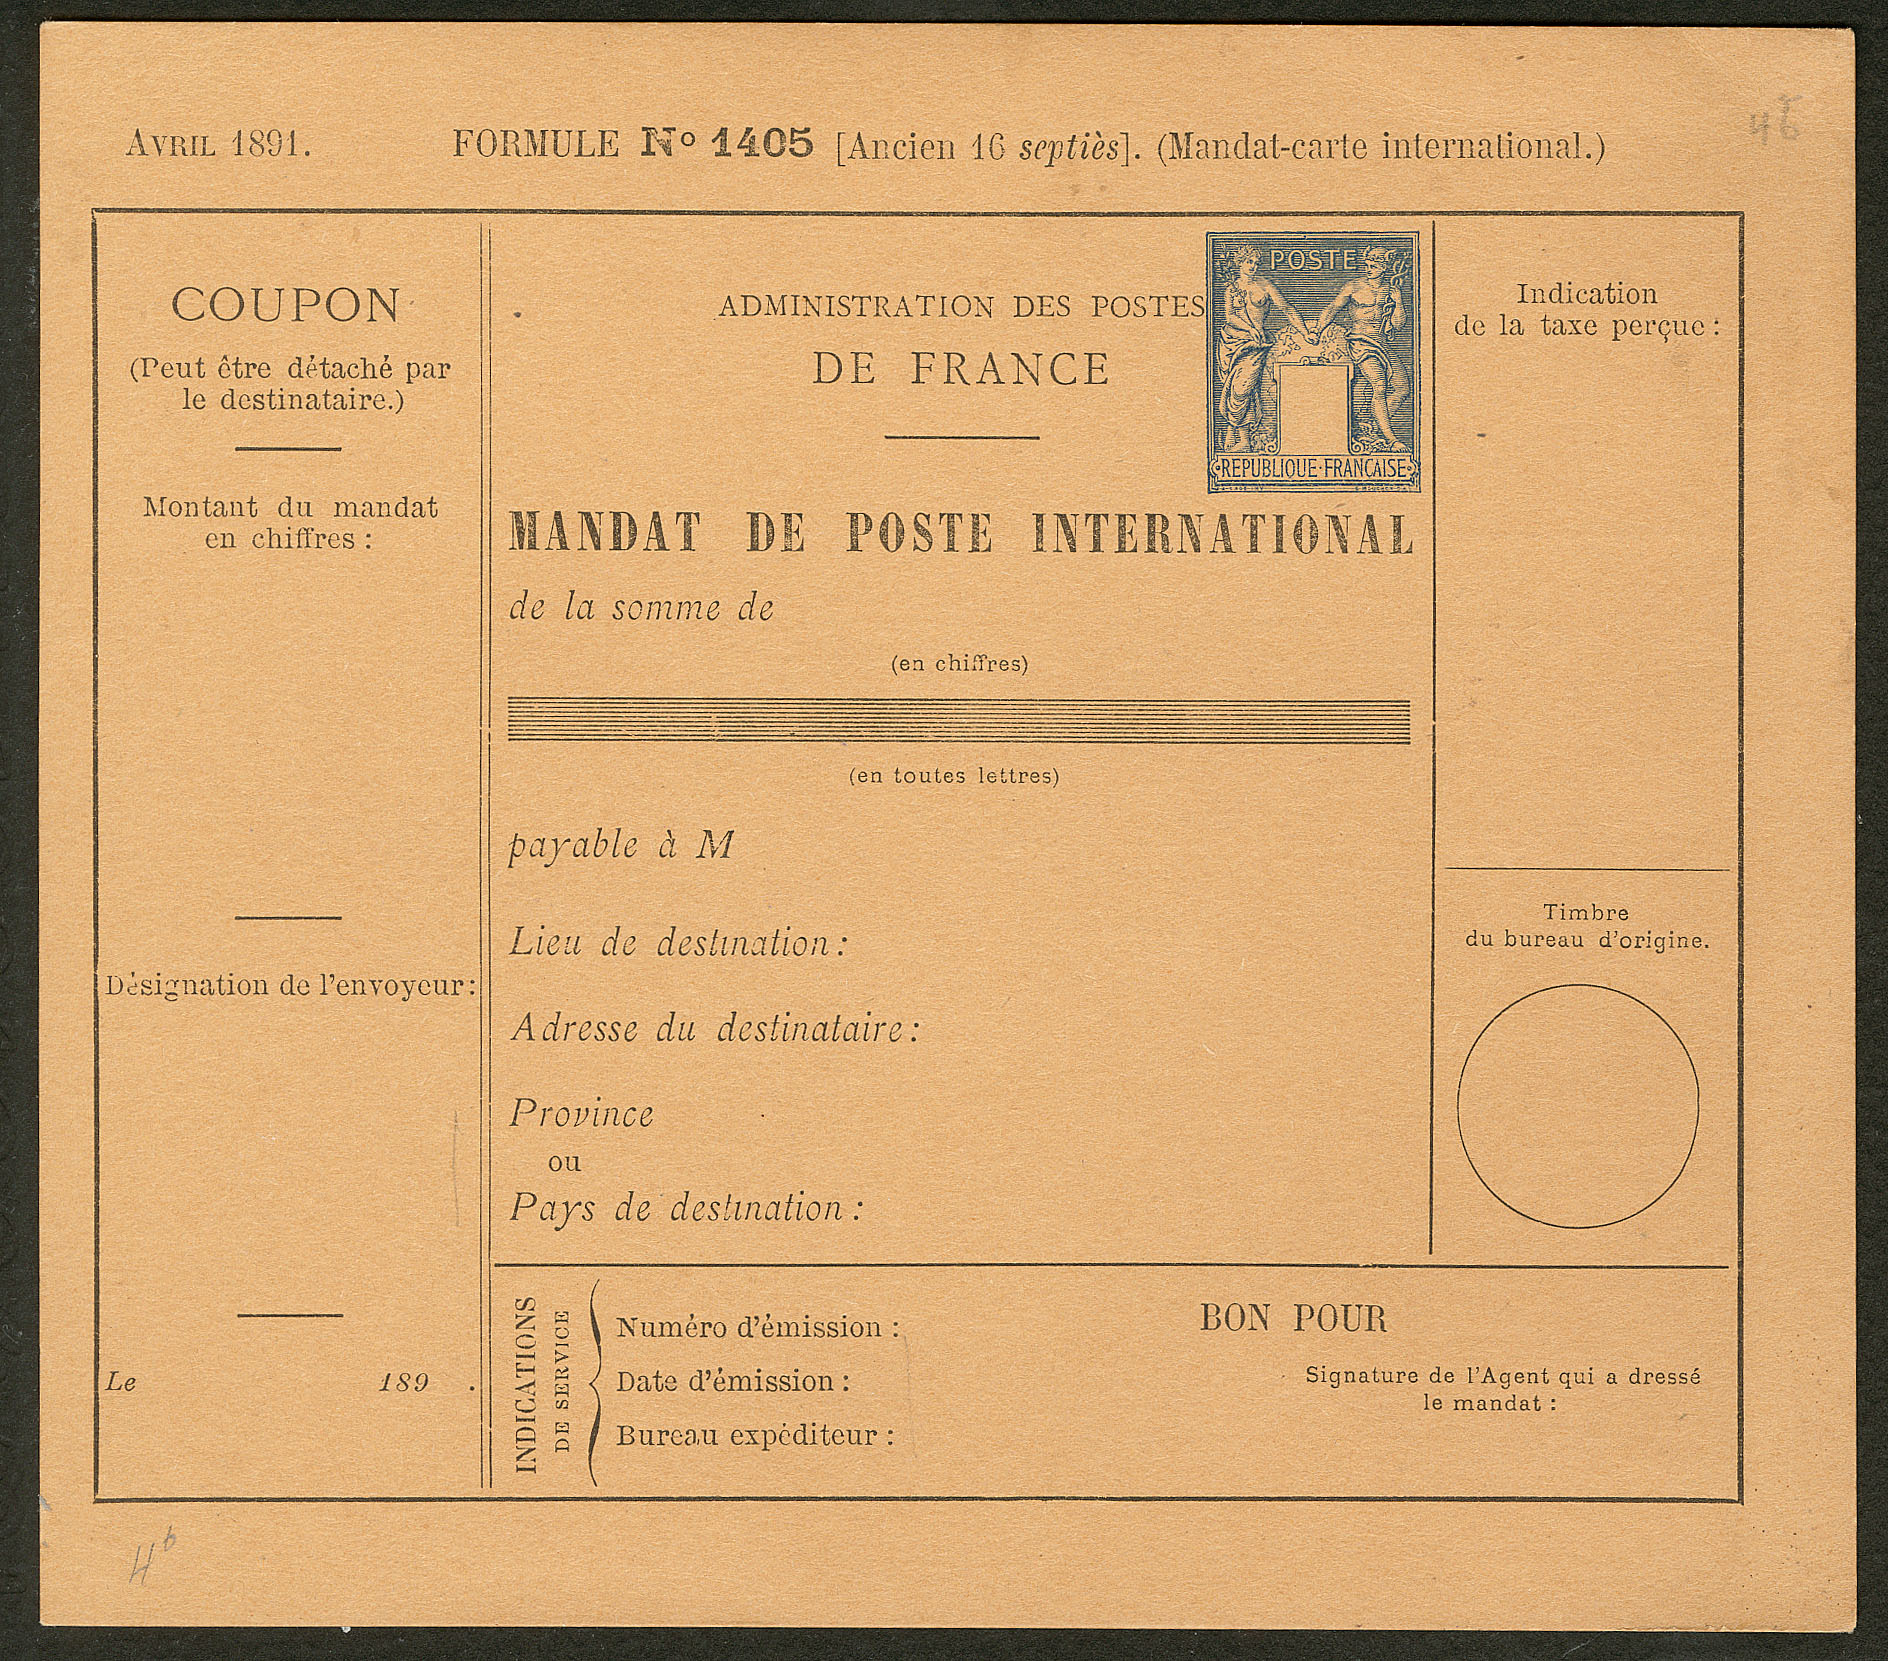 AVRIL 1891. FORMULE No 1405 [Ancien 16 septiès]. (Mandat-carte international.)
COUPON
(Peut être détaché par
le destinataire.)
Montant du mandat
en chiffres :
Désignation de l'envoyeur:
Le 189 .
ADMINISTRATION DES POSTES
DE FRANCE
POSTE
REPUBLIQUE·FRANCAISE
MANDAT DE POSTE INTERNATIONAL
de la somme de
(en chiffres)
(en toutes lettres)
payable à M
Lieu de destination :
Adresse du destinataire :
Province
ou
Pays de destination :
Indication
de la taxe perçue :
Timbre
du bureau d'origine.
INDICATIONS
DE SERVICE
Numéro d'émission :
Date d'émission :
Bureau expéditeur :
BON POUR
Signature de l'Agent qui a dressé
le mandat :
4b